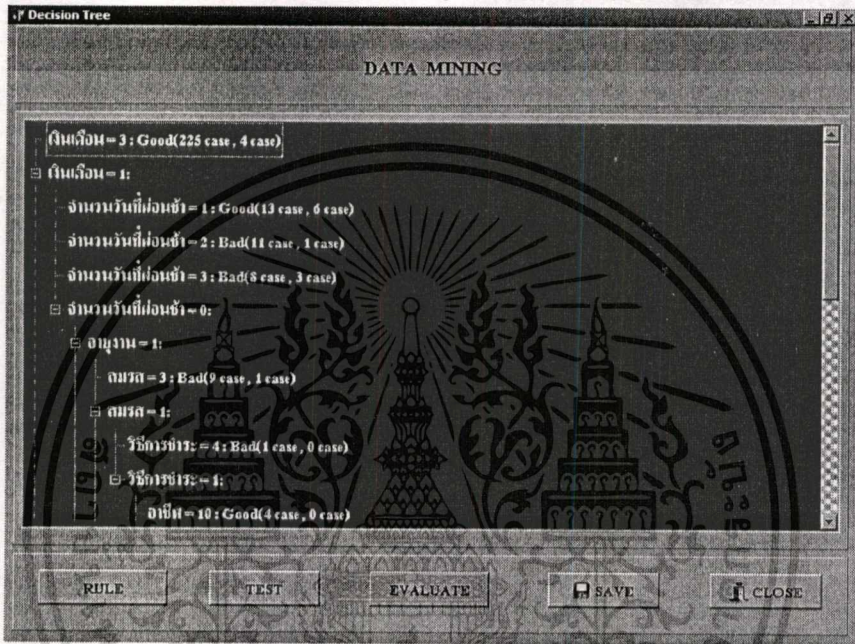 Decision Tree
DATA MINING
เงินเดือน = 3 : Good(225 case , 4 case)
เงินเดือน = 1:
จำนวนวันที่ผ่อนช้า = 1 : Good(13 case , 6 case)
จำนวนวันที่ผ่อนช้า = 2 : Bad(11 case , 1 case)
จำนวนวันที่ผ่อนช้า = 3 : Bad(8 case , 3 case)
จำนวนวันที่ผ่อนช้า = 0:
อายุงาน = 1:
สมรส = 3 : Bad(9 case , 1 case)
สมรส = 1:
วิธีการชำระ = 4 : Bad(1 case , 0 case)
วิธีการชำระ = 1:
อาชีพ = 10 : Good(4 case , 0 case)
RULE
TEST
EVALUATE
SAVE
CLOSE